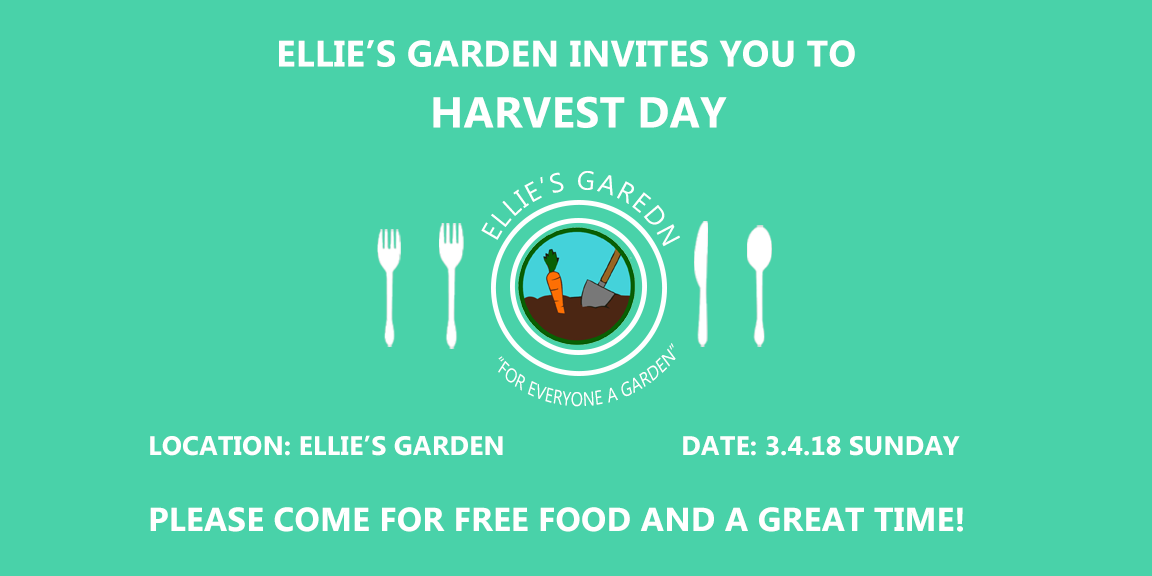 ELLIE’S GARDEN INVITES YOU TO
HARVEST DAY
ELLIE'S GAREDN
"FOR EVERYONE A GARDEN"
LOCATION: ELLIE’S GARDEN
DATE: 3.4.18 SUNDAY
PLEASE COME FOR FREE FOOD AND A GREAT TIME!